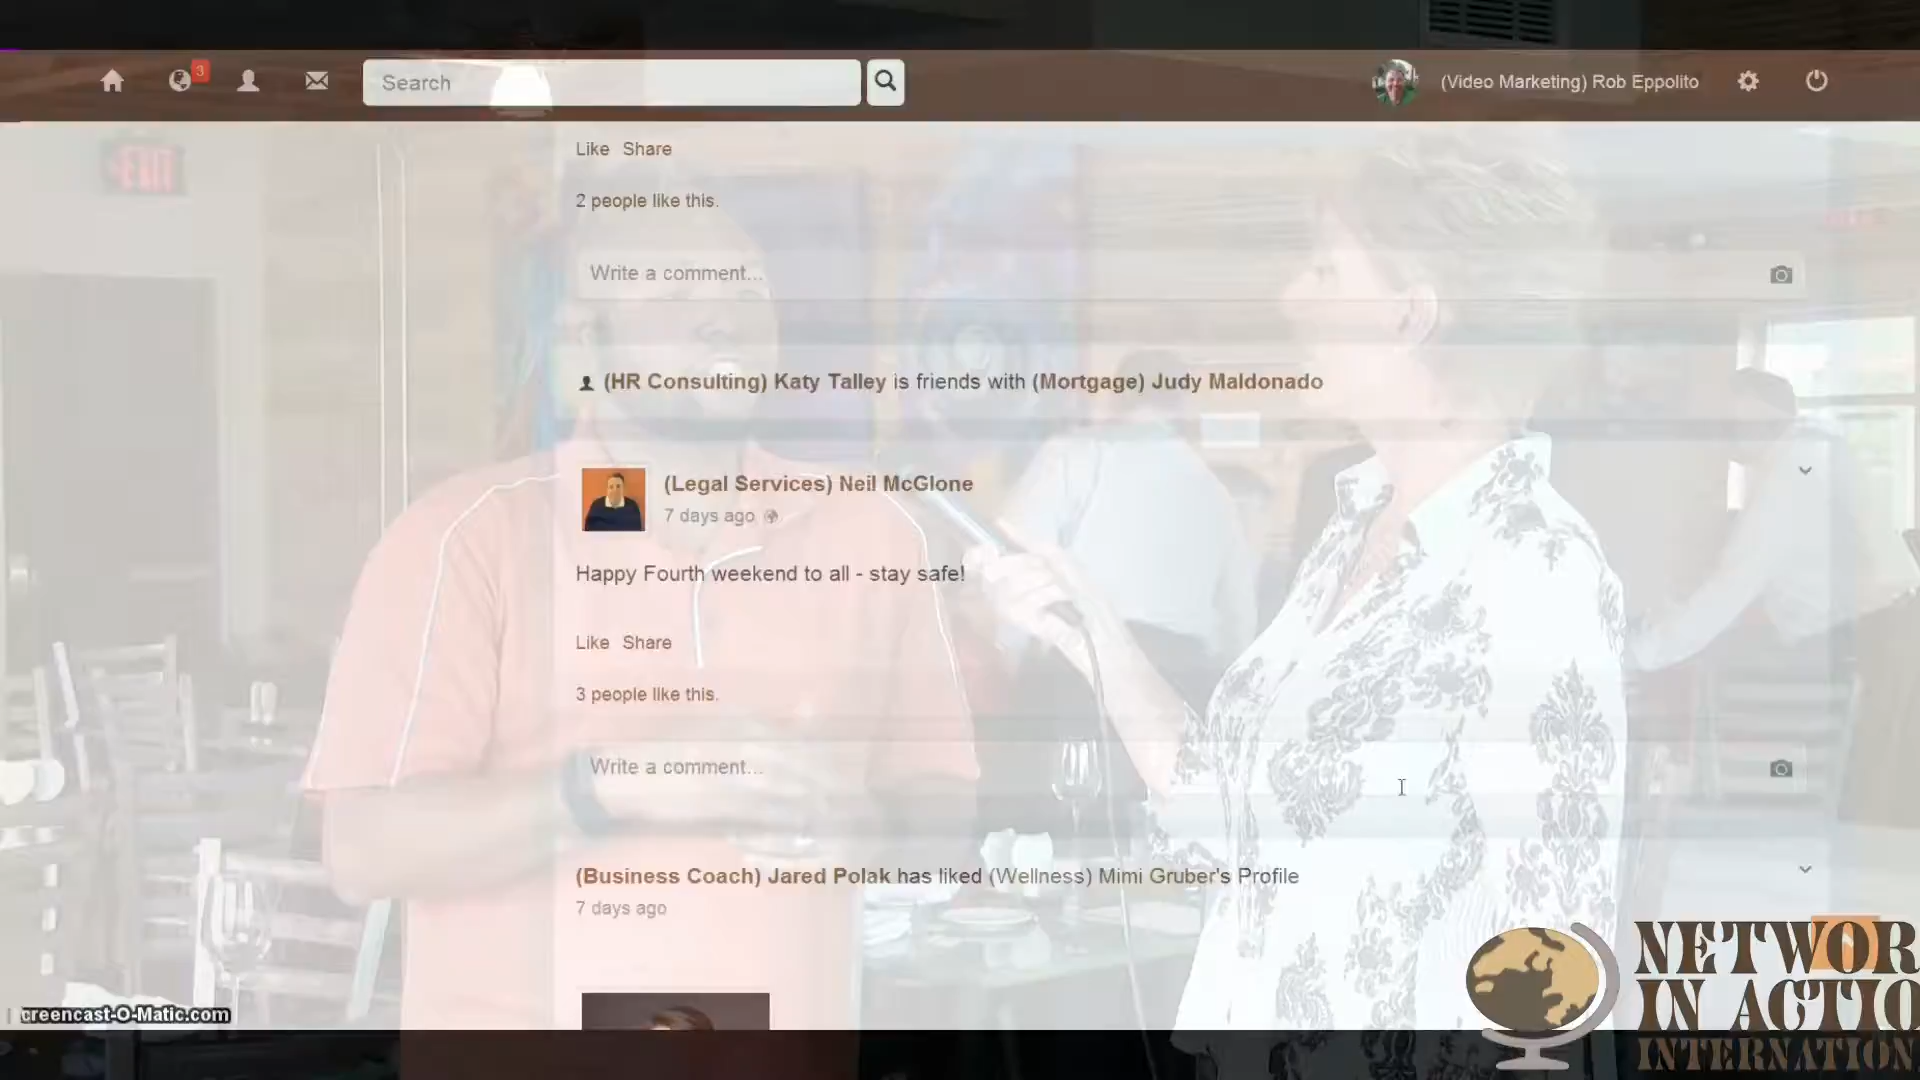 3
Search
(Video Marketing) Rob Eppolito
EXIT
Like Share
2 people like this.
Write a comment...
(HR Consulting) Katy Talley is friends with (Mortgage) Judy Maldonado
(Legal Services) Neil McGlone
7 days ago
Happy Fourth weekend to all - stay safe!
Like Share
3 people like this.
Write a comment...
(Business Coach) Jared Polak has liked (Wellness) Mimi Gruber's Profile
7 days ago
NETWOR
IN ACTIO
INTERNATION
creencast-O-Matic.com